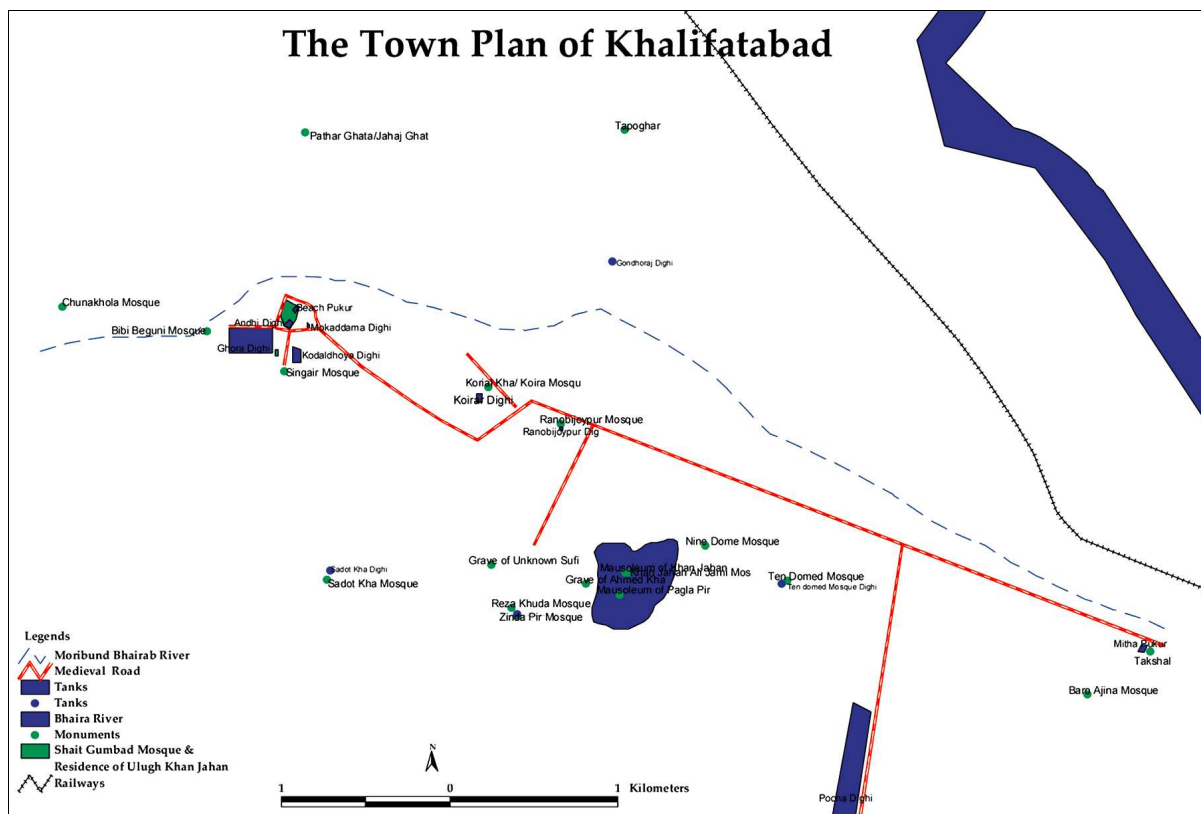 The Town Plan of Khalifatabad
Pathar Ghata/Jahaj Ghat
Tapoghar
Gondhoraj Dighi
Chunakhola Mosque
Beach Pukur
Andhi Dighi
Mokaddama Dighi
Bibi Beguni Mosque
Ghora Dighi
Kodaldhoya Dighi
Singair Mosque
Korial Kha/ Koira Mosqu
Koirar Dighi
Ranobijoypur Mosque
Ranobijoypur Dig
Nine Dome Mosque
Grave of Unknown Sufi
Mausoleum of Khan Jahan
Khan Jahan Ali Jami Mos
Sadot Kha Dighi
Sadot Kha Mosque
Grave of Ahmed Kha
Ten Domed Mosque
Ten domed Mosque Dighi
Mausoleum of Pagla Pir
Reza Khuda Mosque
Zinda Pir Mosque
Mitha Pukur
Takshal
Baro Ajina Mosque
Pocha Dighi
Legends
Moribund Bhairab River
Medieval Road
Tanks
Tanks
Bhaira River
Monuments
Shait Gumbad Mosque &
Residence of Ulugh Khan Jahan
Railways
N
1 0 1 Kilometers